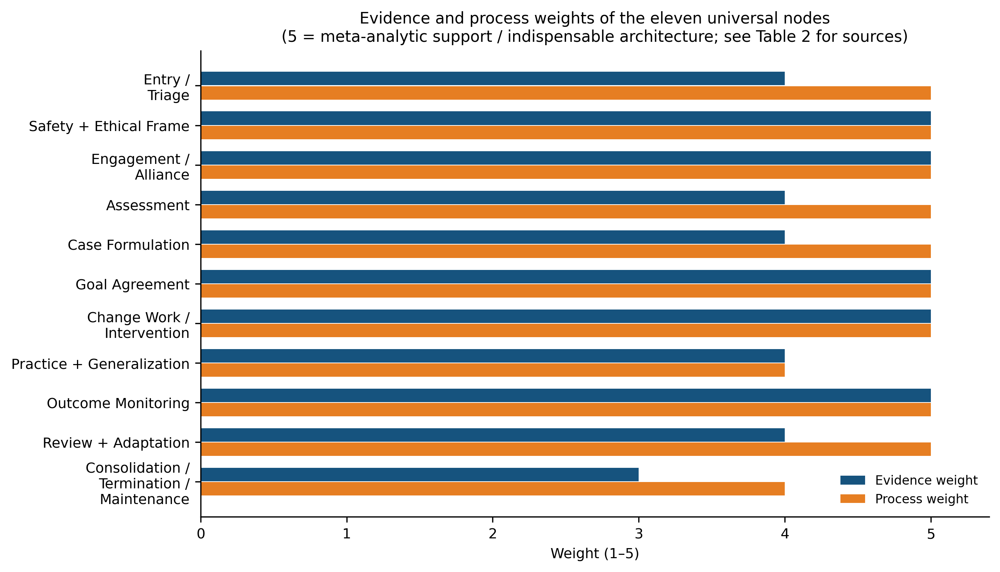 Evidence and process weights of the eleven universal nodes
(5 = meta-analytic support / indispensable architecture; see Table 2 for sources)
Entry /
Triage
Safety + Ethical Frame
Engagement /
Alliance
Assessment
Case Formulation
Goal Agreement
Change Work /
Intervention
Practice + Generalization
Outcome Monitoring
Review + Adaptation
Consolidation /
Termination /
Maintenance
Evidence weight
Process weight
0 1 2 3 4 5
Weight (1–5)